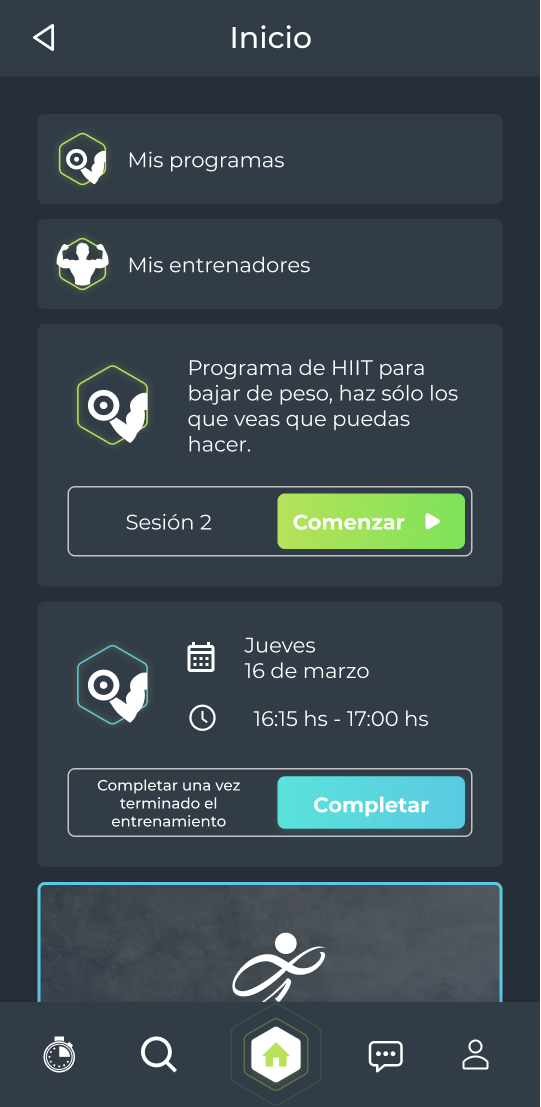 Inicio
Mis programas
Mis entrenadores
Programa de HIIT para
bajar de peso, haz sólo los
que veas que puedas
hacer.
Sesión 2
Comenzar
Jueves
16 de marzo
16:15 hs - 17:00 hs
Completar una vez
terminado el
entrenamiento
Completar